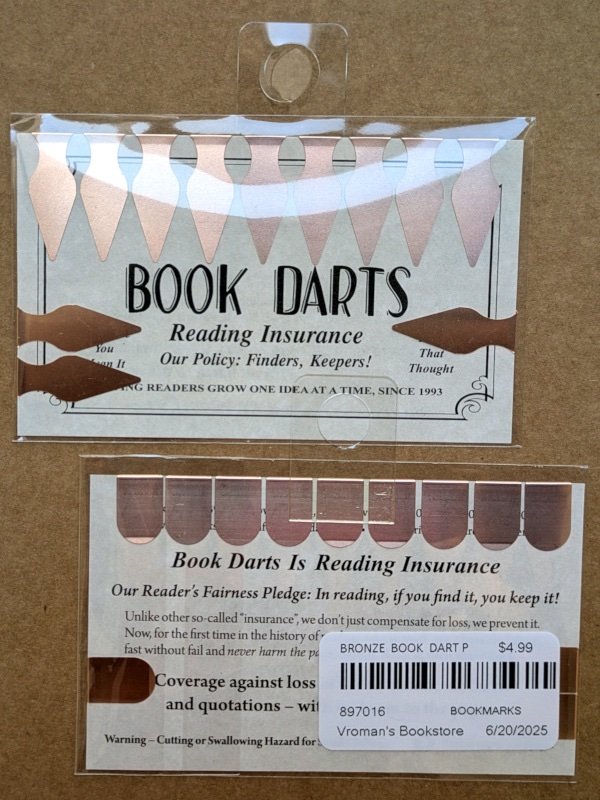 BOOK DARTS
Reading Insurance
Our Policy: Finders, Keepers!
You
It
That
Thought
READERS GROW ONE IDEA AT A TIME, SINCE 1993
Book Darts Is Reading Insurance
Our Reader's Fairness Pledge: In reading, if you find it, you keep it!
Unlike other so-called "insurance", we don't just compensate for loss, we prevent it.
Now, for the first time in the history of
fast without fail and never harm the
Coverage against loss
and quotations –
Warning – Cutting or Swallowing Hazard for
BRONZE BOOK DART P $4.99
897016 BOOKMARKS
Vroman's Bookstore 6/20/2025